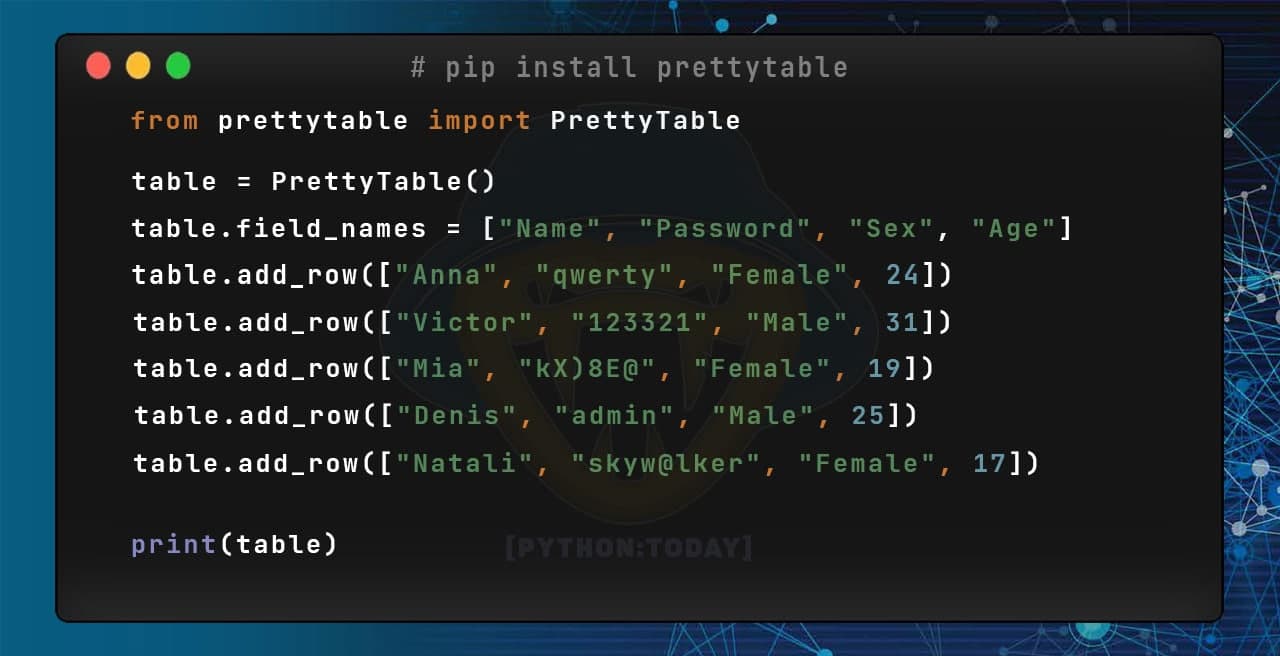 # pip install prettytable
from prettytable import PrettyTable
table = PrettyTable()
table.field_names = ["Name", "Password", "Sex", "Age"]
table.add_row(["Anna", "qwerty", "Female", 24])
table.add_row(["Victor", "123321", "Male", 31])
table.add_row(["Mia", "kX)8E@", "Female", 19])
table.add_row(["Denis", "admin", "Male", 25])
table.add_row(["Natali", "skyw@lker", "Female", 17])
print(table)
[PYTHON:TODAY]